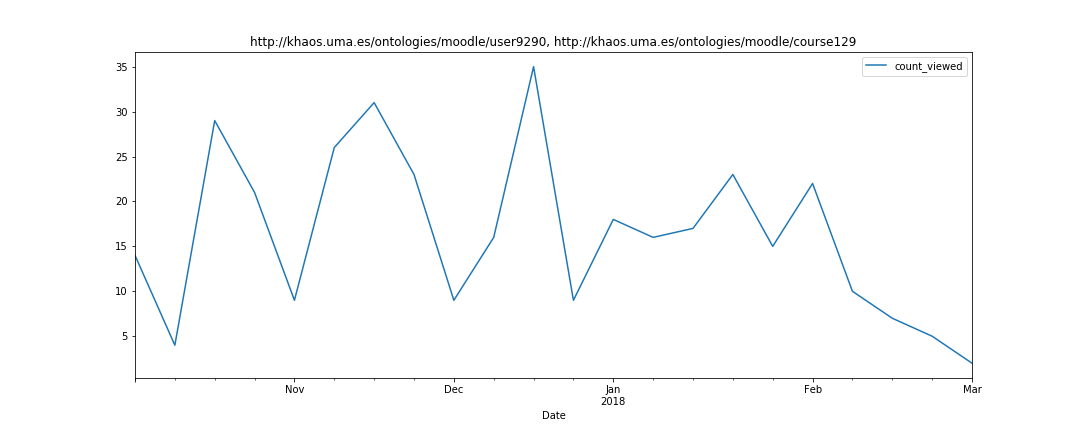 http://khaos.uma.es/ontologies/moodle/user9290, http://khaos.uma.es/ontologies/moodle/course129
count_viewed
35
30
25
20
15
10
5
Nov
Dec
Jan
2018
Feb
Mar
Date